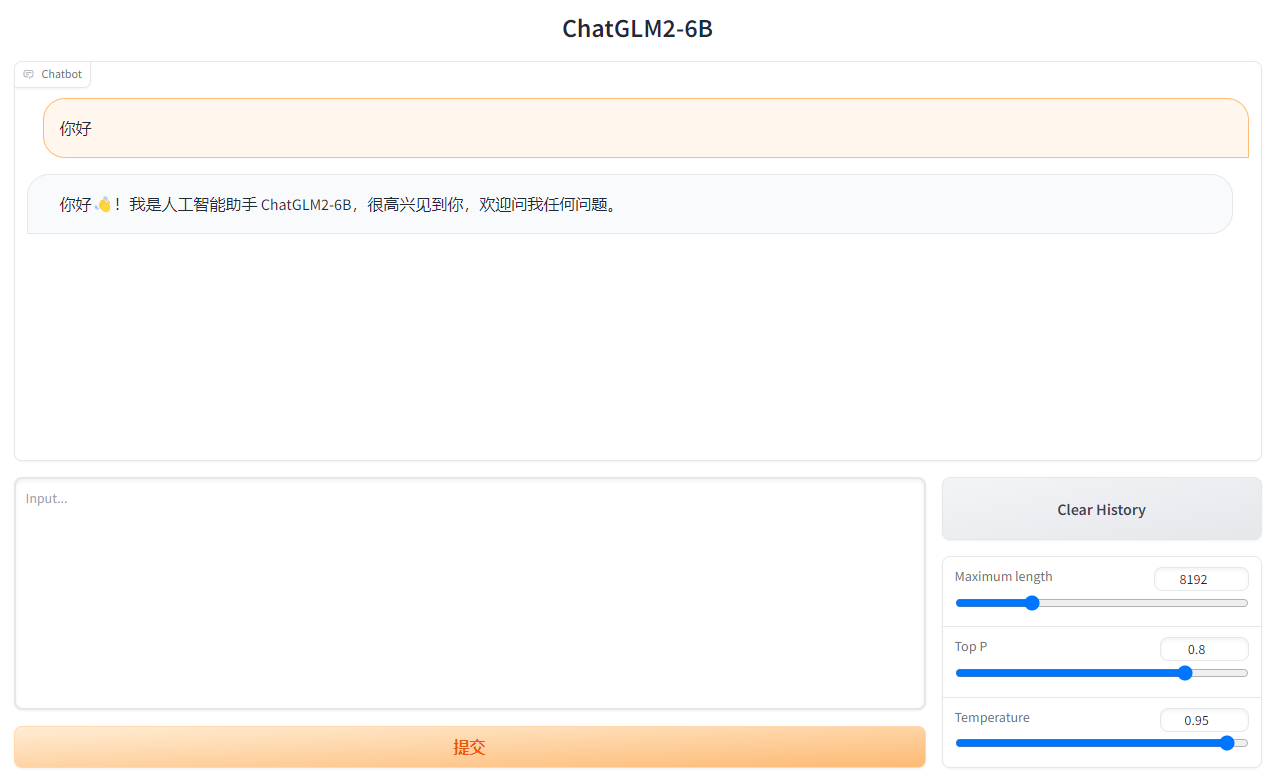 ChatGLM2-6B
Chatbot
你好
你好👋！我是人工智能助手 ChatGLM2-6B，很高兴见到你，欢迎问我任何问题。
Input...
Clear History
Maximum length
8192
Top P
0.8
Temperature
0.95
提交